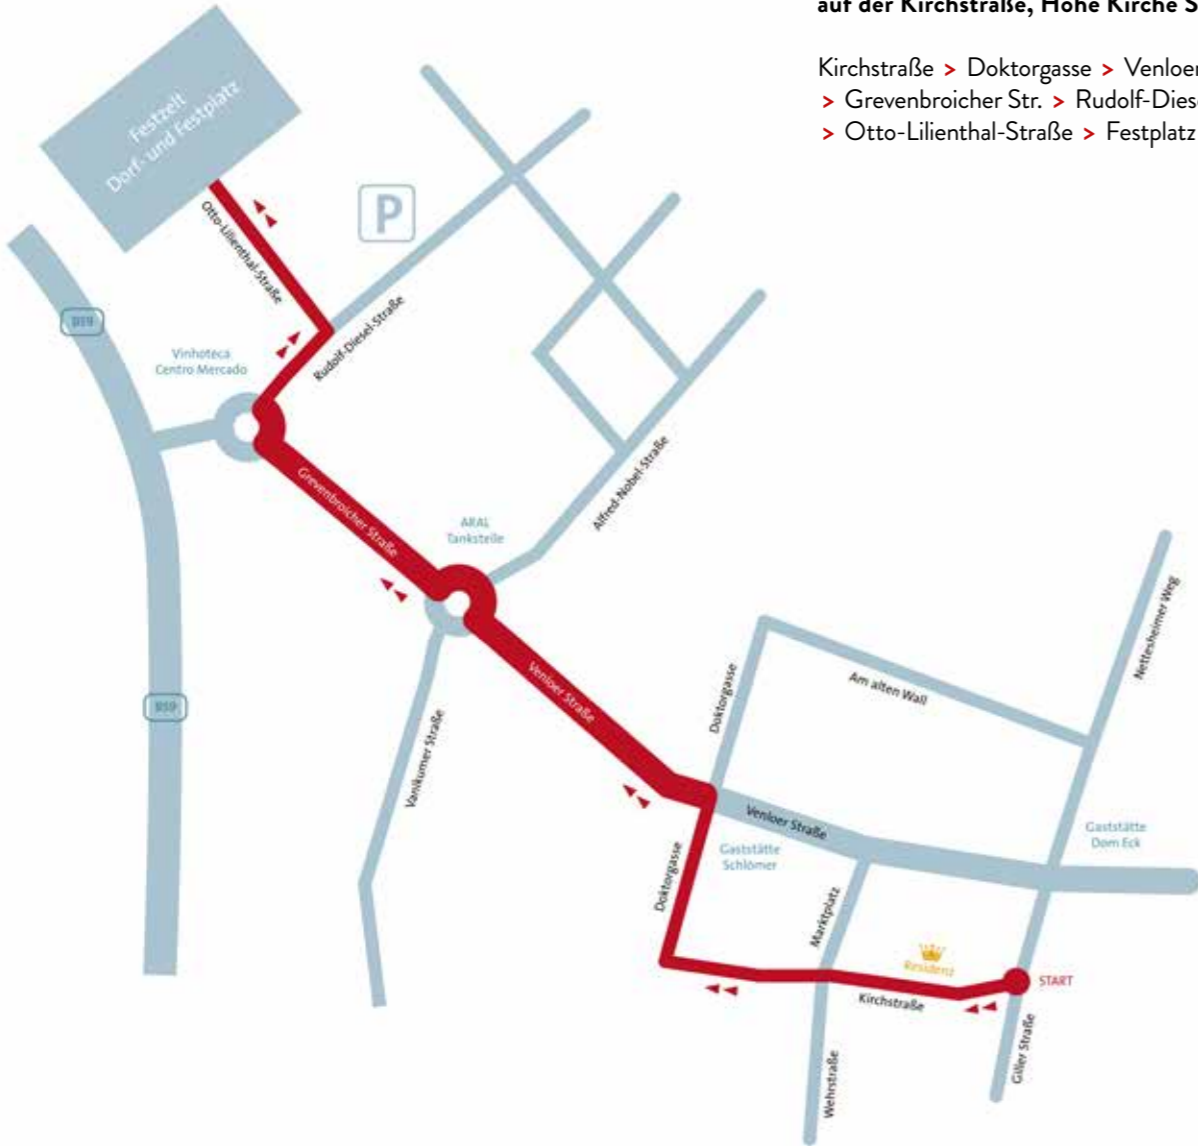 auf der Kirchstraße, Hohe Kirche S
Kirchstraße > Doktorgasse > Venloer
> Grevenbroicher Str. > Rudolf-Diese
> Otto-Lilienthal-Straße > Festplatz
Festzelt
Dorf- und Festplatz
P
Otto-Lilienthal-Straße
B59
Rudolf-Diesel-Straße
Vinhoteca
Centro Mercado
Grevenbroicher Straße
ARAL
Tankstelle
Alfred-Nobel-Straße
Nettesheimer Weg
Am alten Wall
Doktorgasse
Venloer Straße
B59
Vanikumer Straße
Venloer Straße
Gaststätte
Dom Eck
Gaststätte
Schlömer
Doktorgasse
Marktplatz
Residenz
START
Kirchstraße
Giller Straße
Wehrstraße